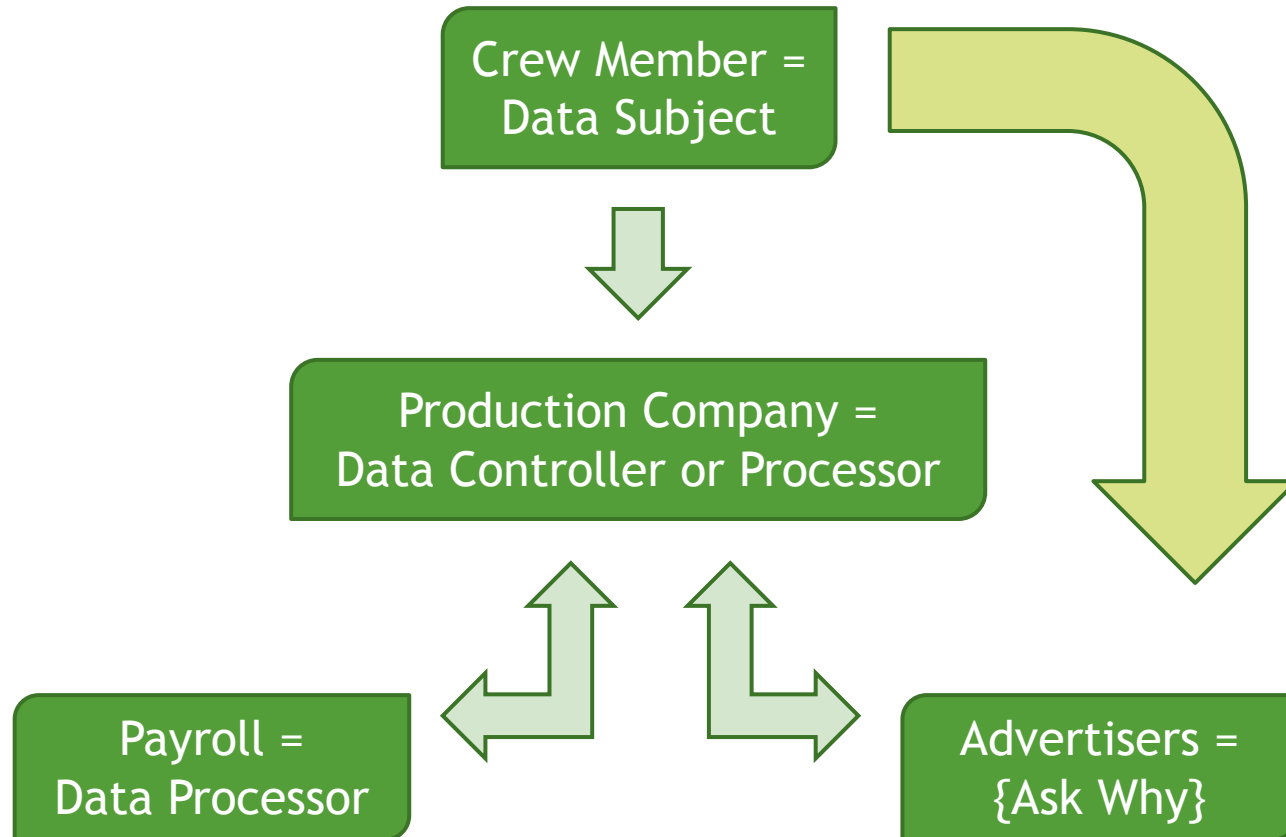 Crew Member =
Data Subject
Production Company =
Data Controller or Processor
Payroll =
Data Processor
Advertisers =
{Ask Why}